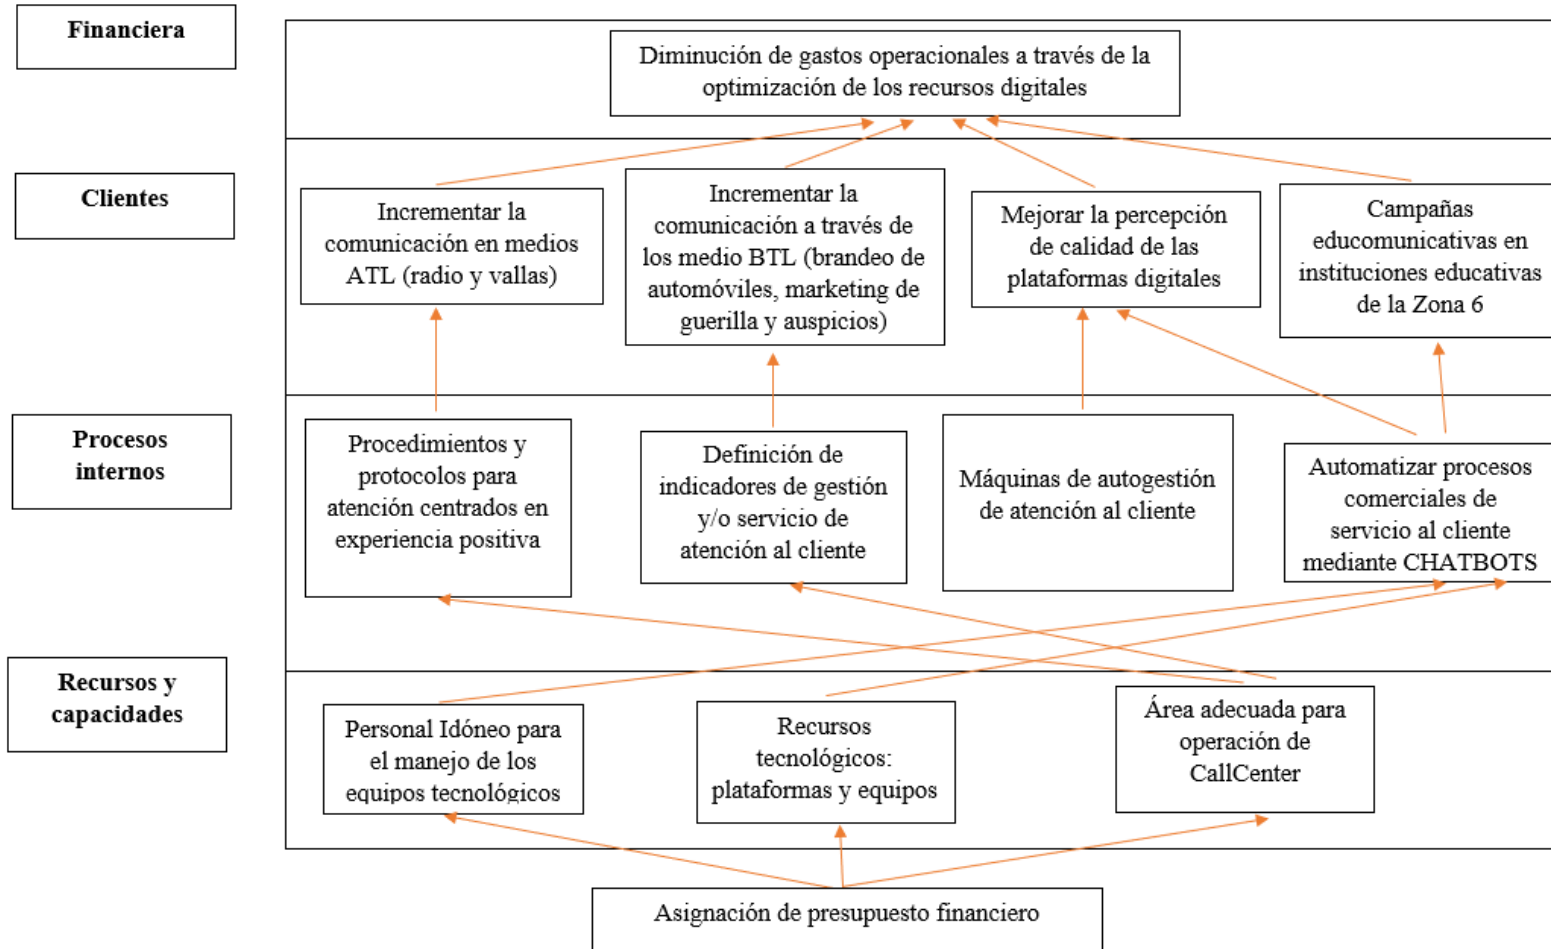 Financiera
Diminución de gastos operacionales a través de la
optimización de los recursos digitales
Clientes
Incrementar la
comunicación en medios
ATL (radio y vallas)
Incrementar la
comunicación a través de
los medio BTL (brandeo de
automóviles, marketing de
guerilla y auspicios)
Mejorar la percepción
de calidad de las
plataformas digitales
Campañas
educomunicativas en
instituciones educativas
de la Zona 6
Procesos
internos
Procedimientos y
protocolos para
atención centrados en
experiencia positiva
Definición de
indicadores de gestión
y/o servicio de
atención al cliente
Máquinas de autogestión
de atención al cliente
Automatizar procesos
comerciales de
servicio al cliente
mediante CHATBOTS
Recursos y
capacidades
Personal Idóneo para
el manejo de los
equipos tecnológicos
Recursos
tecnológicos:
plataformas y equipos
Área adecuada para
operación de
CallCenter
Asignación de presupuesto financiero